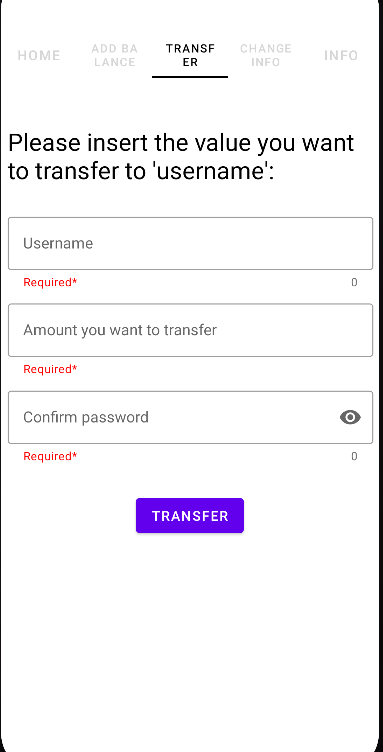 HOME
ADD BA
LANCE
TRANSF
ER
CHANGE
INFO
INFO
Please insert the value you want
to transfer to 'username':
Username
Required*
0
Amount you want to transfer
Required*
Confirm password
Required*
0
TRANSFER